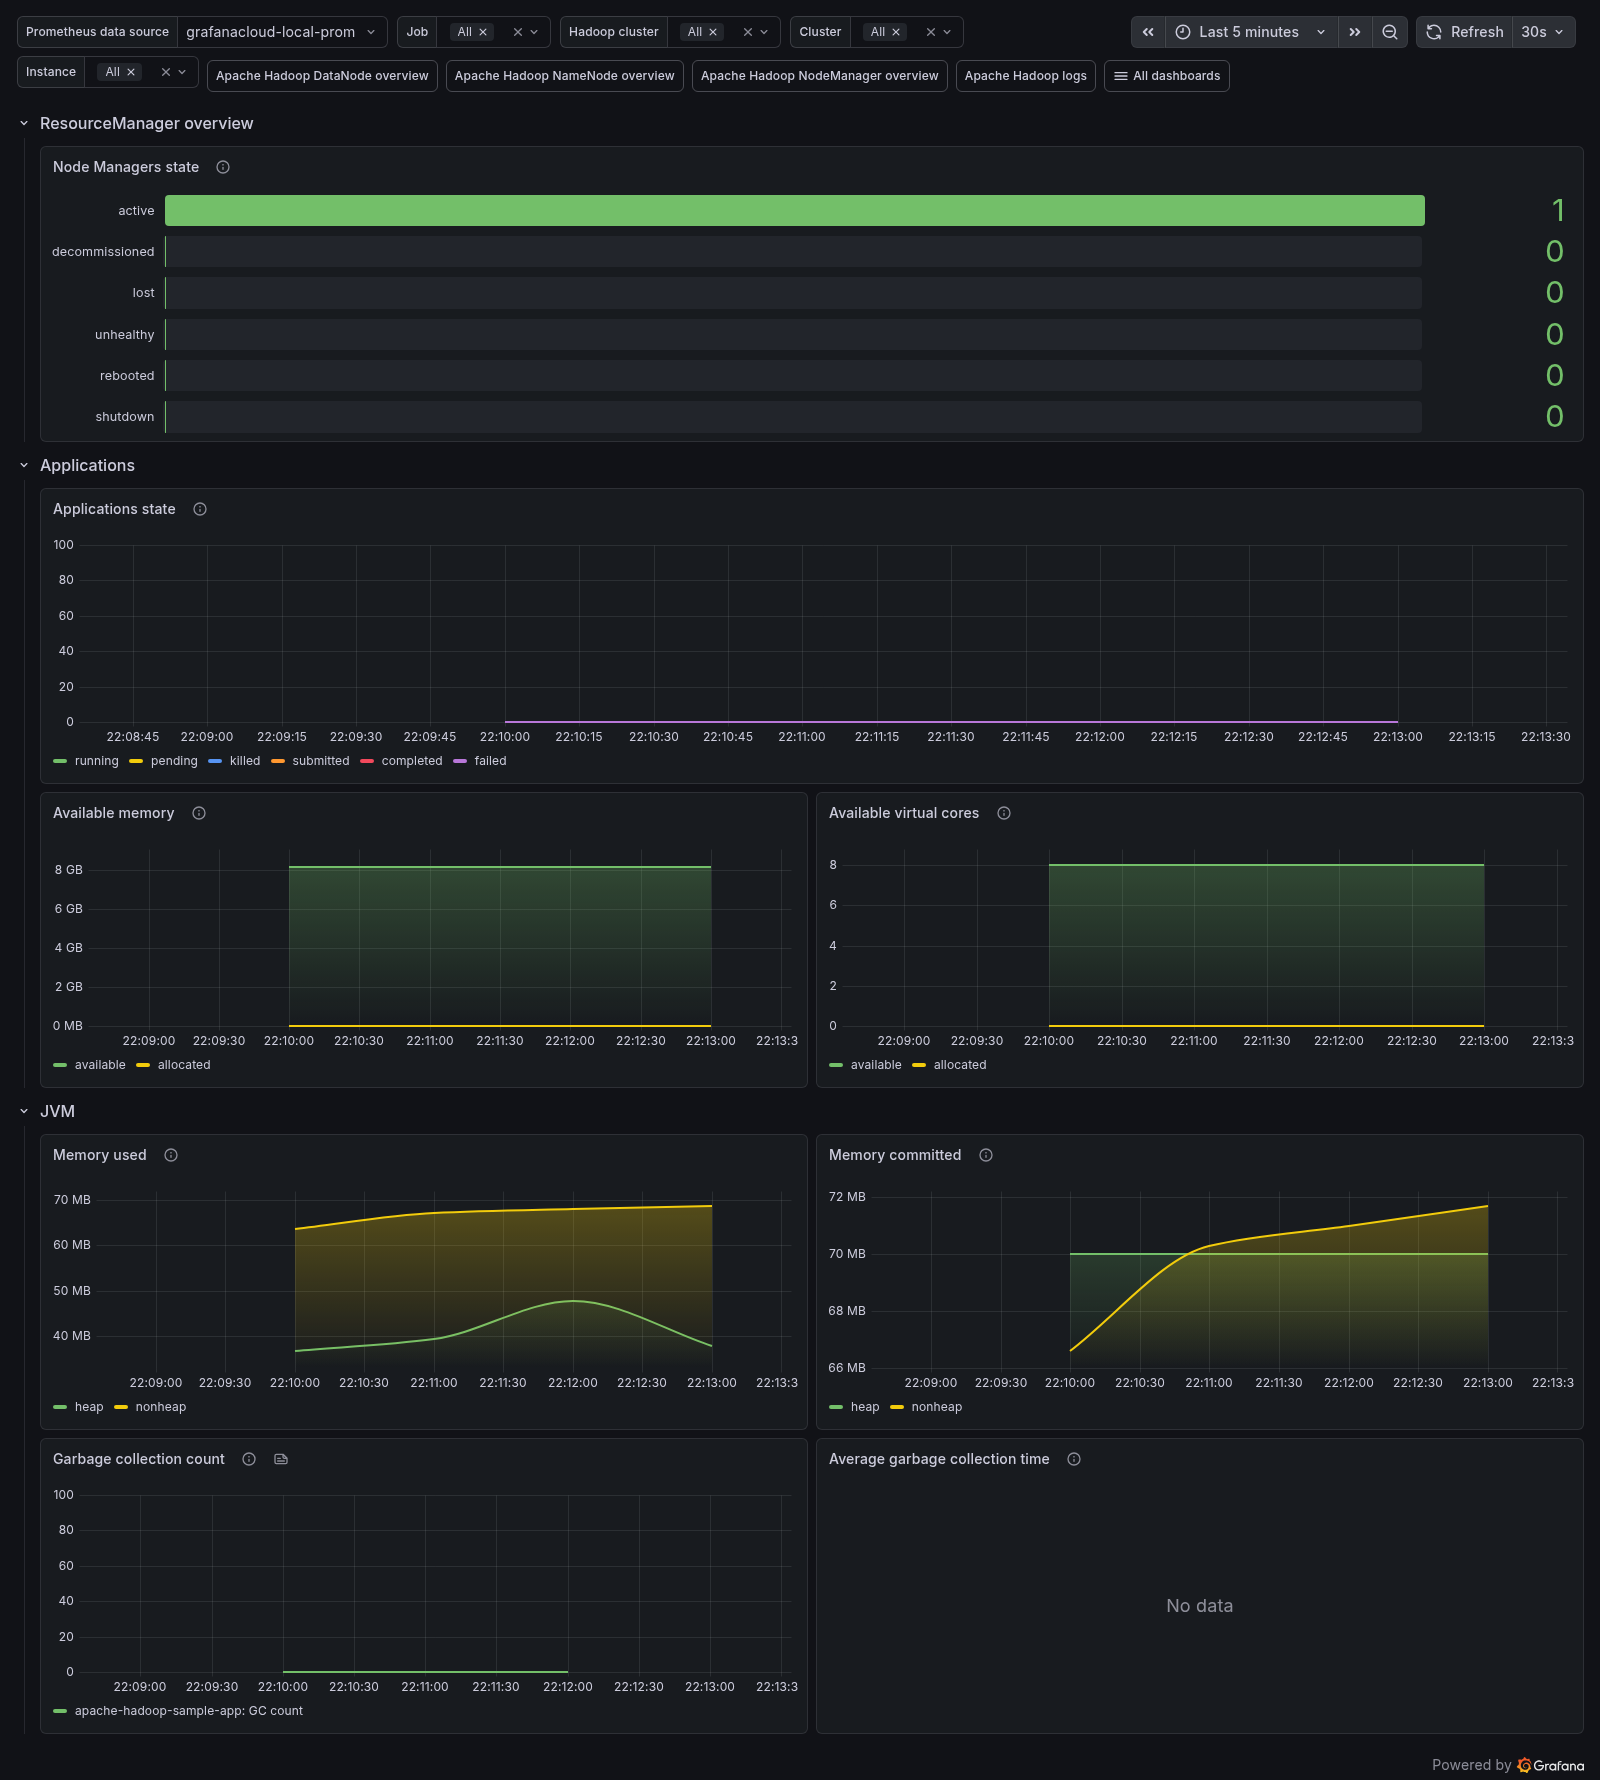 Prometheus data source grafanacloud-local-prom Job All Hadoop cluster All Cluster All Last 5 minutes Refresh 30s
Instance All Apache Hadoop DataNode overview Apache Hadoop NameNode overview Apache Hadoop NodeManager overview Apache Hadoop logs All dashboards
ResourceManager overview
Node Managers state
active 1
decommissioned 0
lost 0
unhealthy 0
rebooted 0
shutdown 0
Applications
Applications state
100
80
60
40
20
0
22:08:45 22:09:00 22:09:15 22:09:30 22:09:45 22:10:00 22:10:15 22:10:30 22:10:45 22:11:00 22:11:15 22:11:30 22:11:45 22:12:00 22:12:15 22:12:30 22:12:45 22:13:00 22:13:15 22:13:30
running pending killed submitted completed failed
Available memory
8 GB
6 GB
4 GB
2 GB
0 MB
22:09:00 22:09:30 22:10:00 22:10:30 22:11:00 22:11:30 22:12:00 22:12:30 22:13:00 22:13:3
available allocated
Available virtual cores
8
6
4
2
0
22:09:00 22:09:30 22:10:00 22:10:30 22:11:00 22:11:30 22:12:00 22:12:30 22:13:00 22:13:3
available allocated
JVM
Memory used
70 MB
60 MB
50 MB
40 MB
22:09:00 22:09:30 22:10:00 22:10:30 22:11:00 22:11:30 22:12:00 22:12:30 22:13:00 22:13:3
heap nonheap
Memory committed
72 MB
70 MB
68 MB
66 MB
22:09:00 22:09:30 22:10:00 22:10:30 22:11:00 22:11:30 22:12:00 22:12:30 22:13:00 22:13:3
heap nonheap
Garbage collection count
100
80
60
40
20
0
22:09:00 22:09:30 22:10:00 22:10:30 22:11:00 22:11:30 22:12:00 22:12:30 22:13:00 22:13:3
apache-hadoop-sample-app: GC count
Average garbage collection time
No data
Powered by Grafana